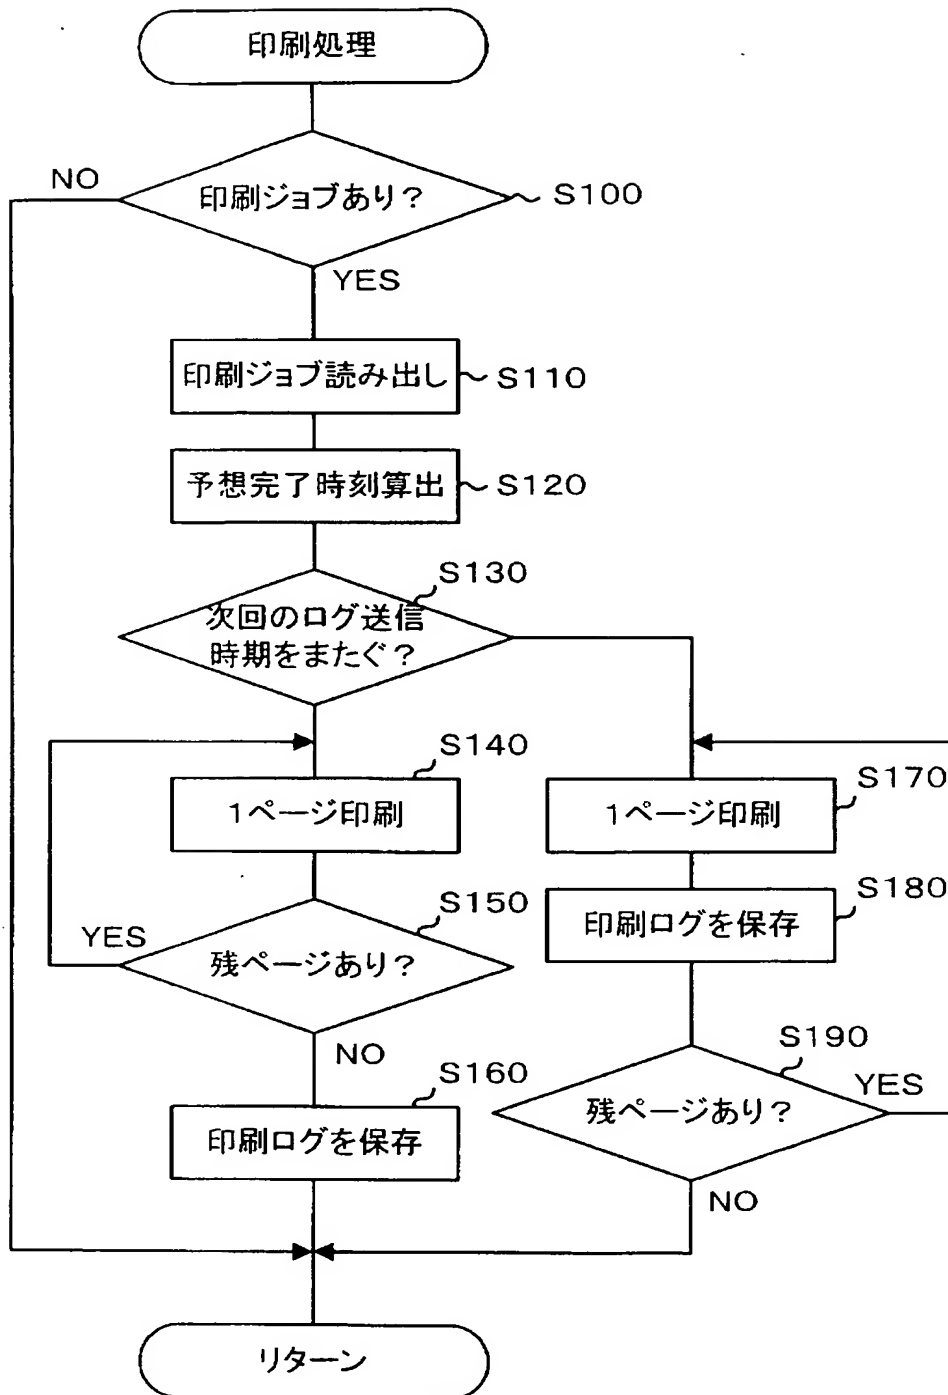 印刷処理
NO
印刷ジョブあり？
S100
YES
印刷ジョブ読み出し
S110
予想完了時刻算出
S120
S130
次回のログ送信
時期をまたぐ？
S140
1ページ印刷
S150
YES
残ページあり？
NO
S160
印刷ログを保存
S170
1ページ印刷
S180
印刷ログを保存
S190
YES
残ページあり？
NO
リターン